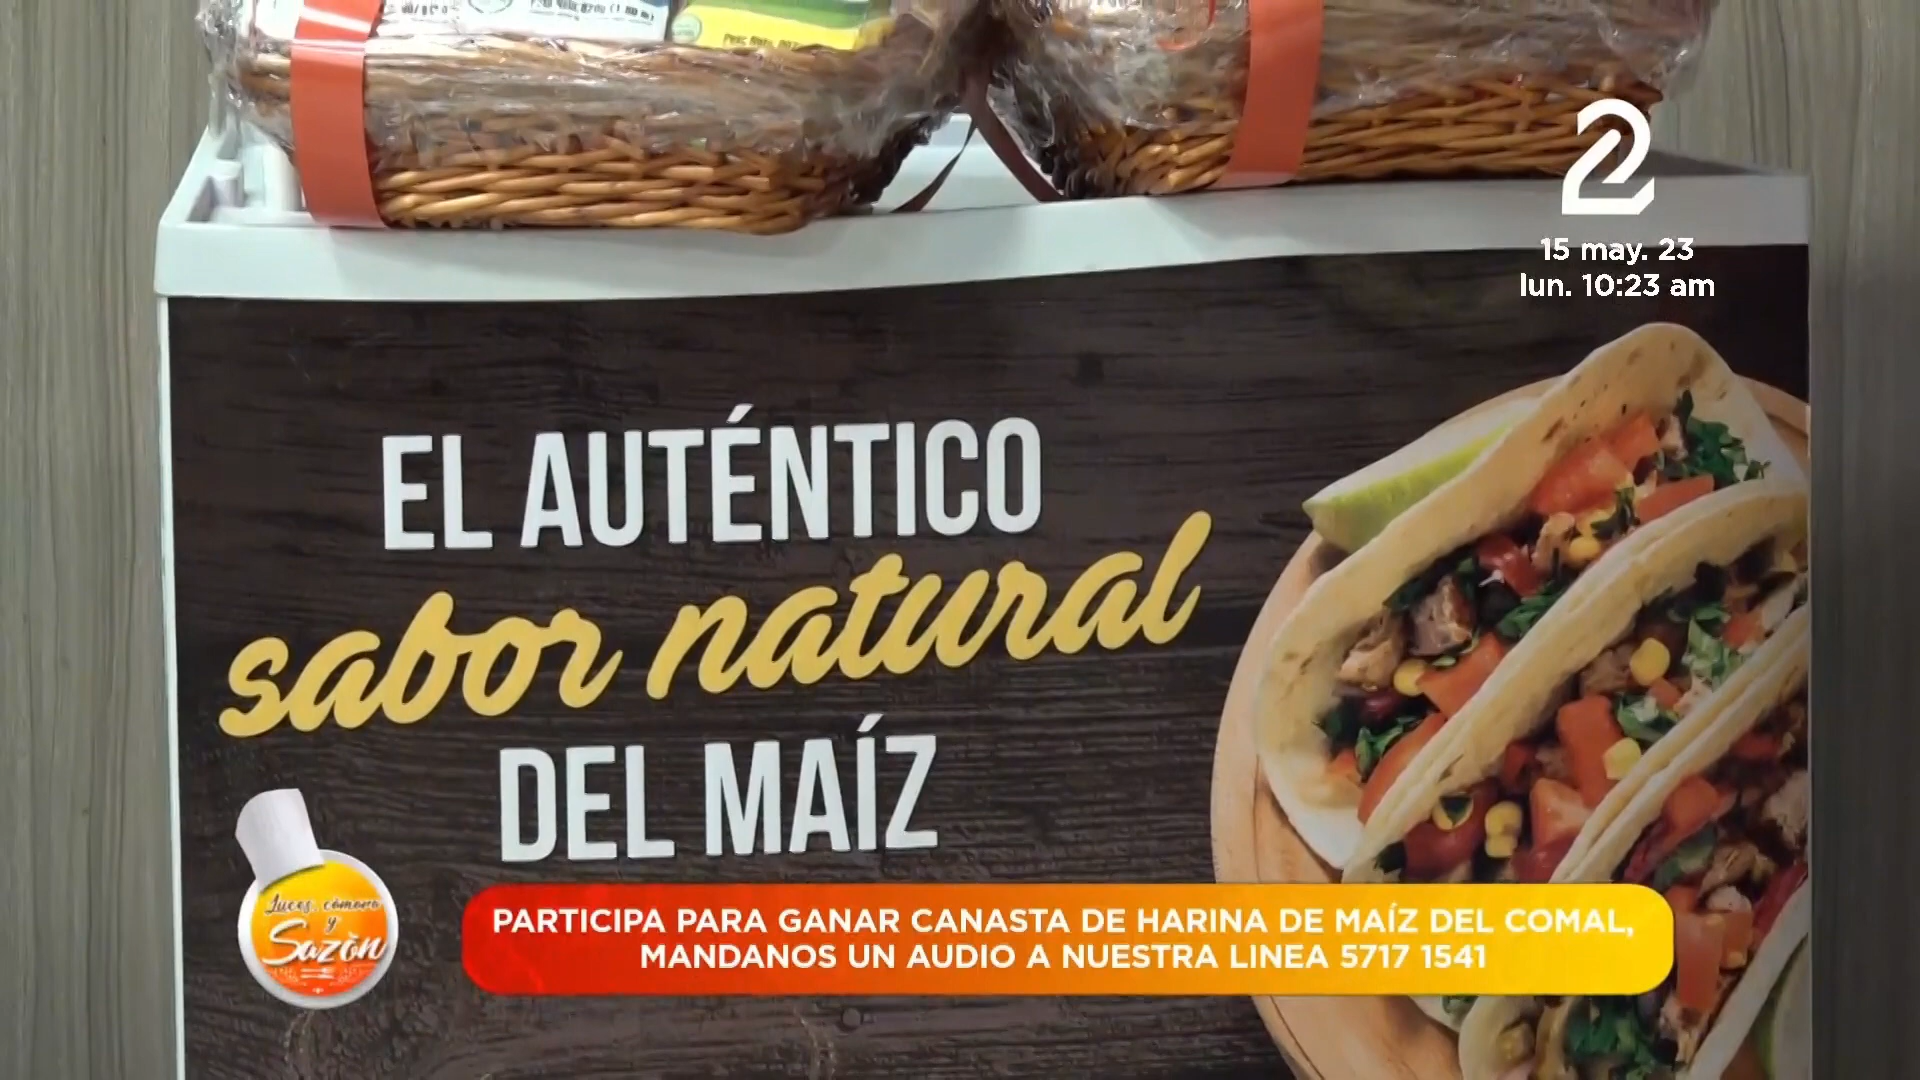 2
15 may. 23
lun. 10:23 am
EL AUTÉNTICO
sabor natural
DEL MAÍZ
Luces, cámara
y
Sazón
PARTICIPA PARA GANAR CANASTA DE HARINA DE MAÍZ DEL COMAL,
MANDANOS UN AUDIO A NUESTRA LINEA 5717 1541